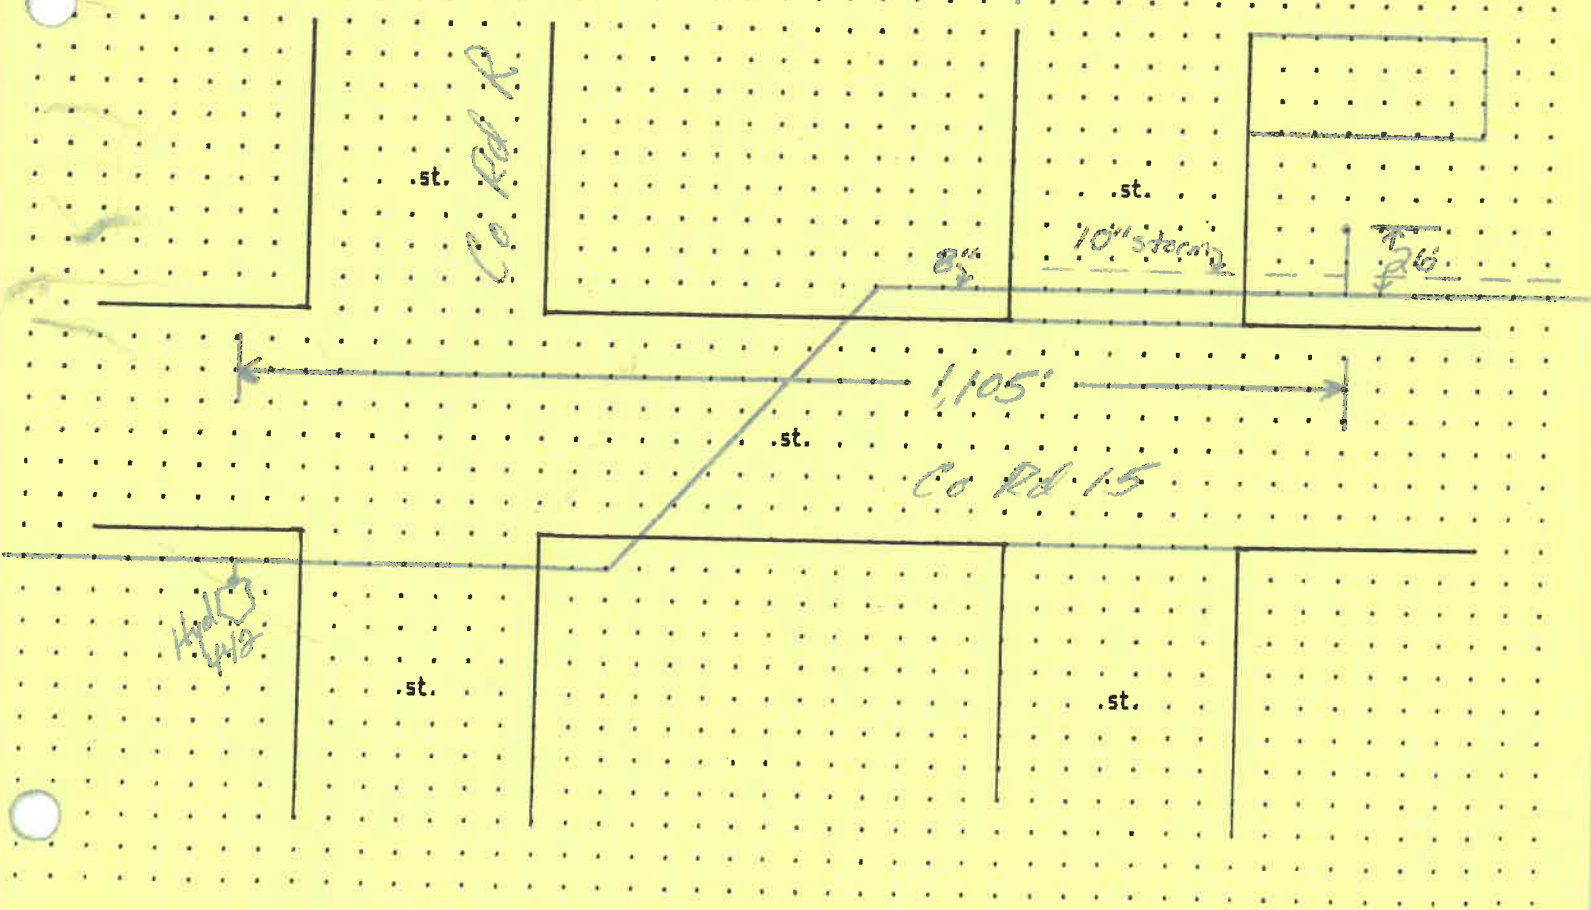 Co Rd R
.st.
.st.
8"
10" storm
26
1,105'
.st.
Co Rd 15
Hyd
442
.st.
.st.